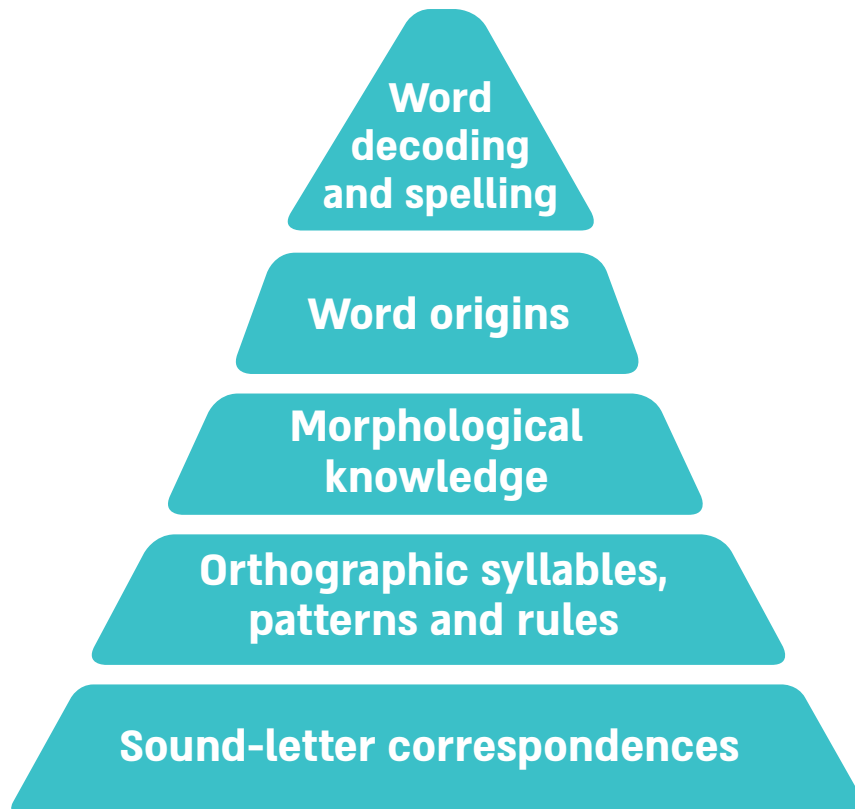 Word
decoding
and spelling
Word origins
Morphological
knowledge
Orthographic syllables,
patterns and rules
Sound-letter correspondences